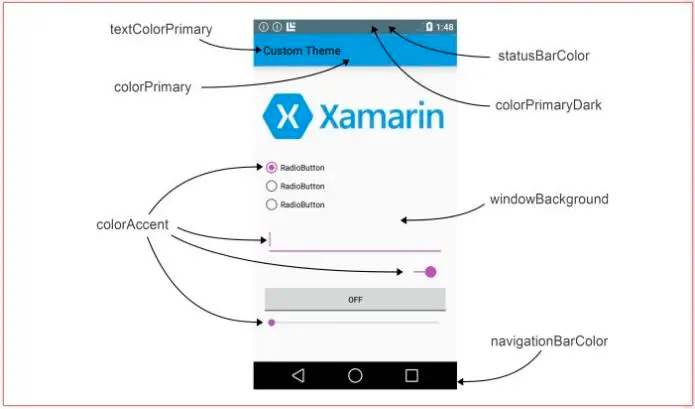 textColorPrimary
1:48
Custom Theme
statusBarColor
colorPrimary
colorPrimaryDark
X Xamarin
RadioButton
RadioButton
RadioButton
windowBackground
colorAccent
OFF
navigationBarColor